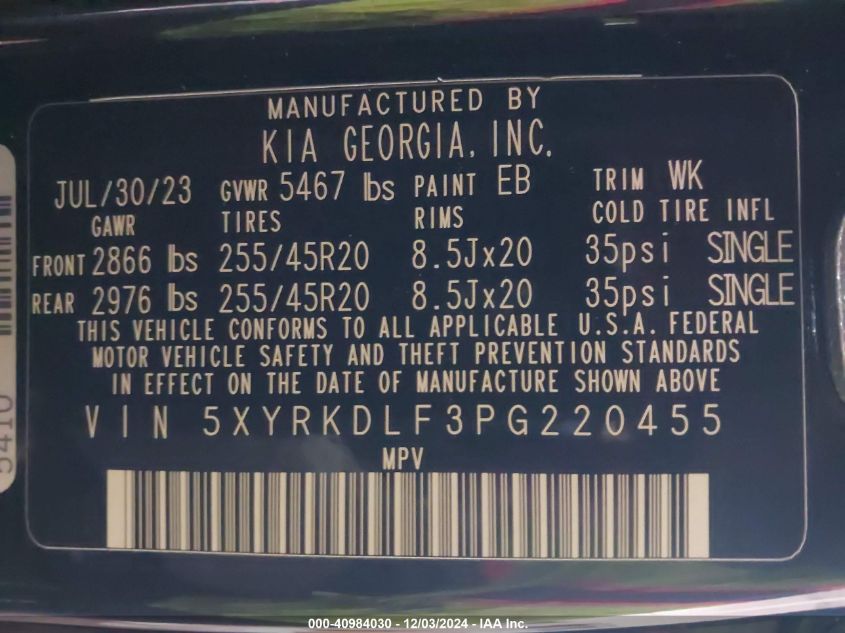 MANUFACTURED BY
KIA GEORGIA, INC.
JUL/30/23 GVWR 5467 lbs PAINT EB TRIM WK
GAWR TIRES RIMS COLD TIRE INFL
FRONT 2866 lbs 255/45R20 8.5Jx20 35psi SINGLE
REAR 2976 lbs 255/45R20 8.5Jx20 35psi SINGLE
THIS VEHICLE CONFORMS TO ALL APPLICABLE U.S.A. FEDERAL
MOTOR VEHICLE SAFETY AND THEFT PREVENTION STANDARDS
IN EFFECT ON THE DATE OF MANUFACTURE SHOWN ABOVE
VIN 5XYRKDLF3PG220455
MPV
000-40984030 - 12/03/2024 - IAA Inc.